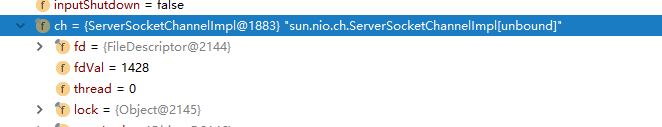 inputShutdown = false
ch = {ServerSocketChannelImpl@1883} "sun.nio.ch.ServerSocketChannelImpl[unbound]"
fd = {FileDescriptor@2144}
fdVal = 1428
thread = 0
lock = {Object@2145}